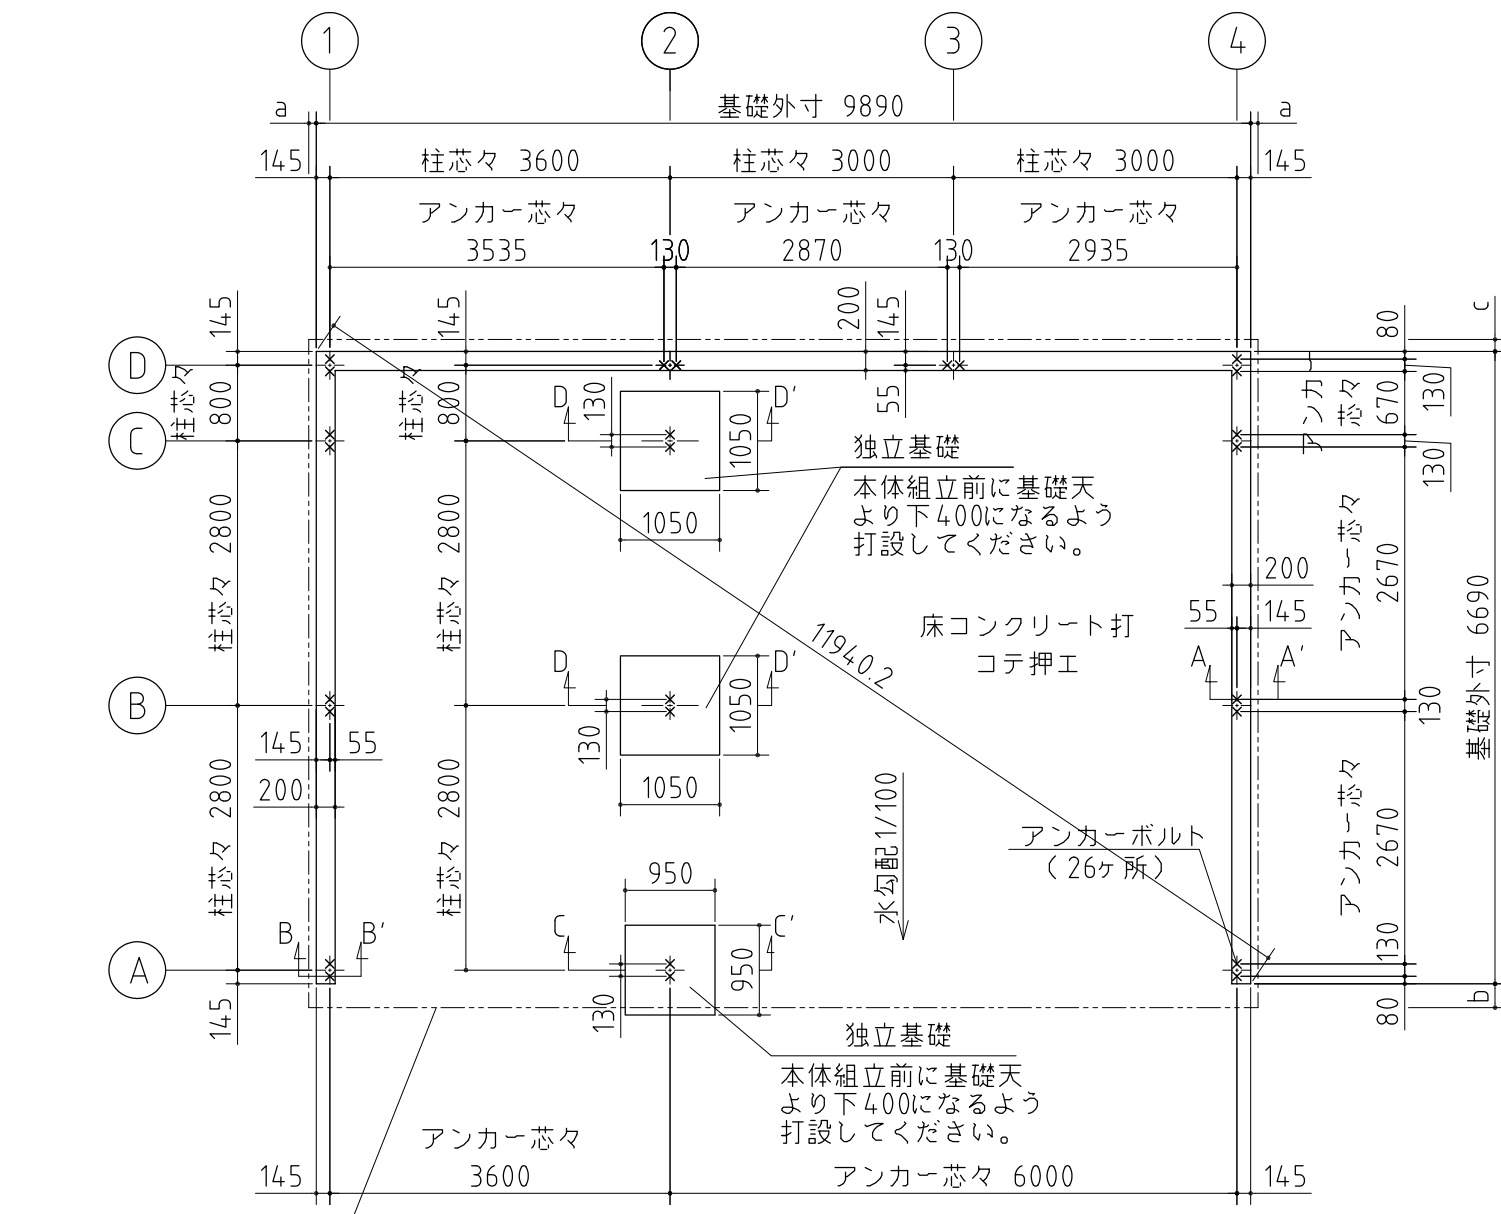 1
2
3
4
a
基礎外寸 9890
a
145
柱芯々 3600
柱芯々 3000
柱芯々 3000
145
アンカー芯々
アンカー芯々
アンカー芯々
3535
130
2870
130
2935
145
145
200
145
80
c
D
柱芯々 800
柱芯々 800
130
55
アンカー芯々 670
130
D
D'
1050
C
独立基礎
130
本体組立前に基礎天
より下400になるよう
打設してください。
1050
柱芯々 2800
柱芯々 2800
アンカー芯々 2670
200
55
145
床コンクリート打
コテ押エ
11940.2
A
A'
基礎外寸 6690
D
D'
1050
B
130
130
145
55
200
1050
柱芯々 2800
柱芯々 2800
水勾配1/100
アンカーボルト
(26ケ所)
アンカー芯々 2670
950
B
B'
C
C'
950
130
A
130
145
80
b
独立基礎
本体組立前に基礎天
より下400になるよう
打設してください。
アンカー芯々
145
3600
アンカー芯々 6000
145